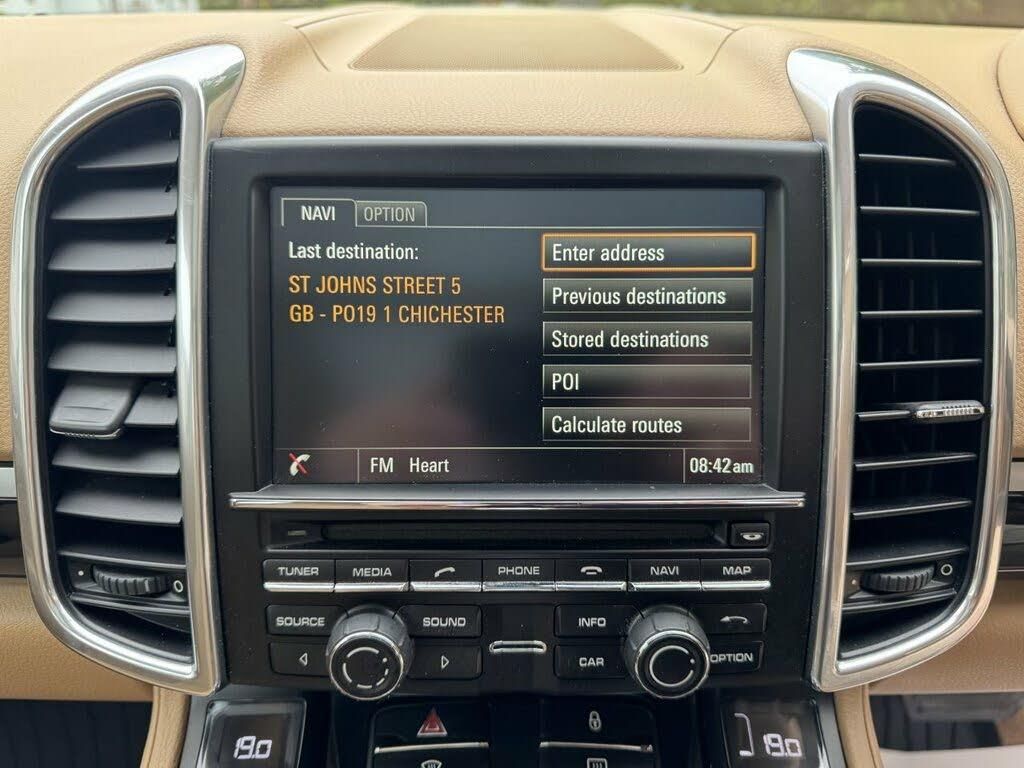 NAVI OPTION
Last destination:
ST JOHNS STREET 5
GB - PO19 1 CHICHESTER
Enter address
Previous destinations
Stored destinations
POI
Calculate routes
FM Heart 08:42am
TUNER MEDIA PHONE NAVI MAP
SOURCE SOUND INFO
CAR OPTION
19.0 19.0